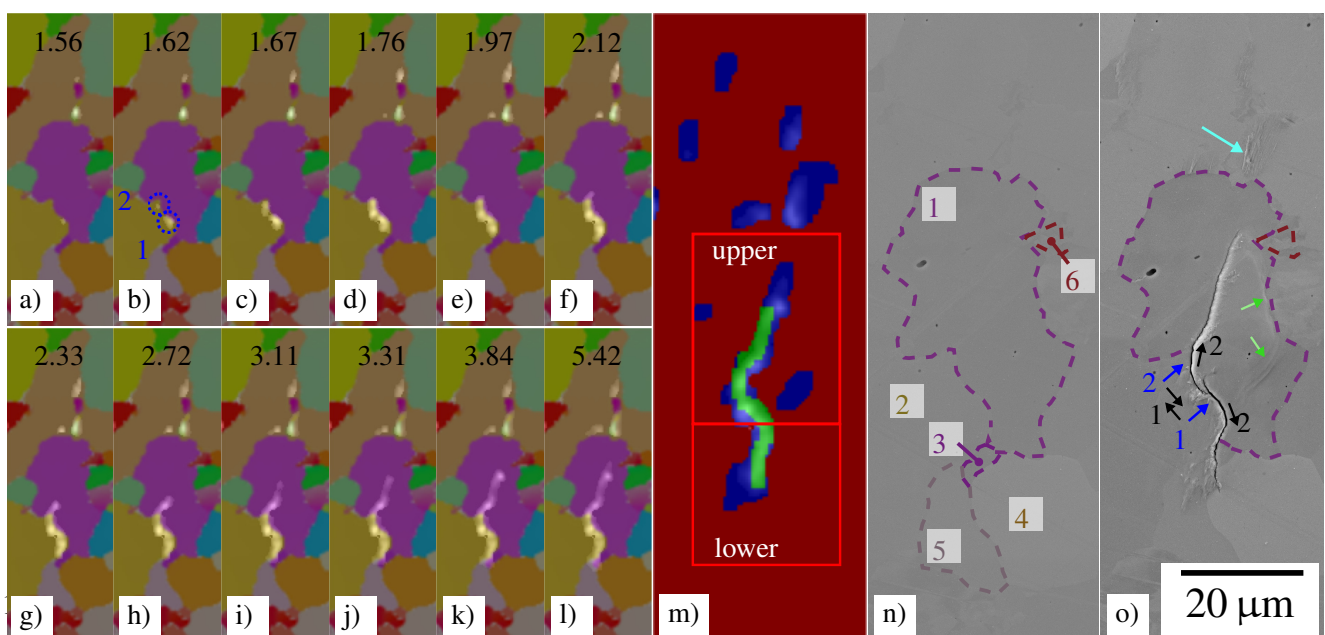 1.56 1.62 1.67 1.76 1.97 2.12
2
1
a) b) c) d) e) f)
2.33 2.72 3.11 3.31 3.84 5.42
g) h) i) j) k) l)
upper
lower
m)
1
6
2
3
4
5
n)
2
2
1
1
2
20 µm
o)